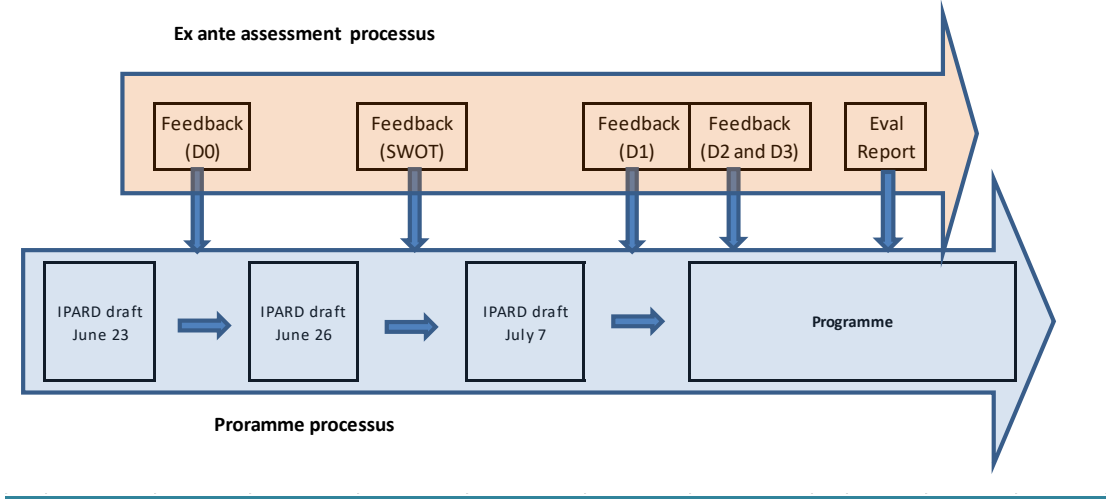 Ex ante assessment processus
Feedback
(D0)
Feedback
(SWOT)
Feedback
(D1)
Feedback
(D2 and D3)
Eval
Report
IPARD draft
June 23
IPARD draft
June 26
IPARD draft
July 7
Programme
Proramme processus